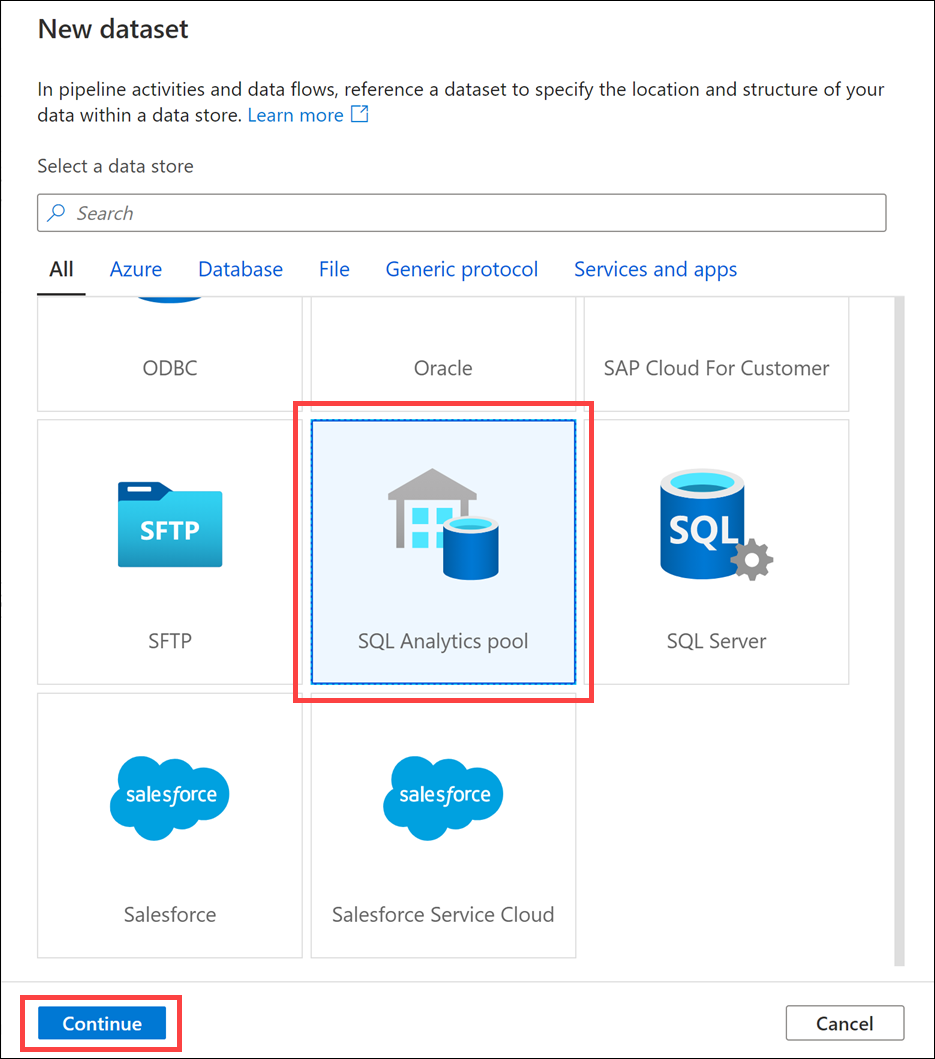 New dataset
In pipeline activities and data flows, reference a dataset to specify the location and structure of your
data within a data store. Learn more
Select a data store
Search
All Azure Database File Generic protocol Services and apps
ODBC Oracle SAP Cloud For Customer
SFTP SQL
SFTP SQL Analytics pool SQL Server
salesforce salesforce
Salesforce Salesforce Service Cloud
Continue Cancel